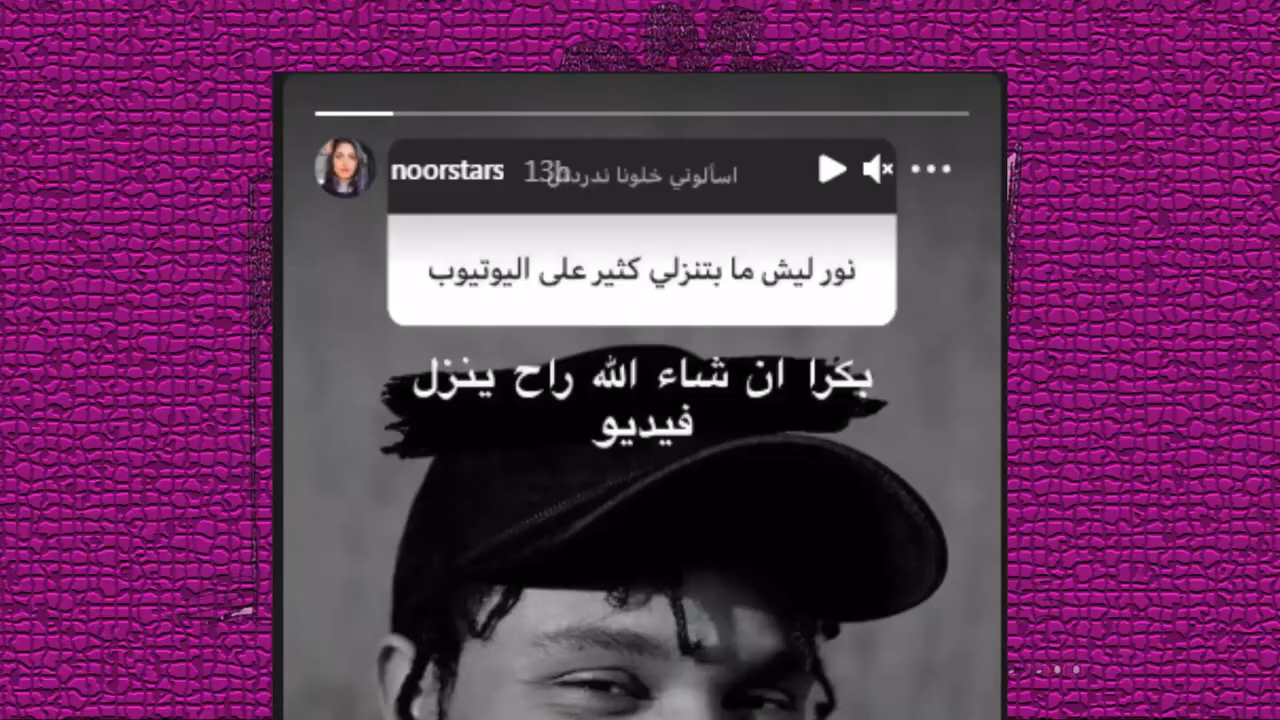 noorstars 13h
اسألوني خلونا ندردش
نور ليش ما بتنزلي كثير على اليوتيوب
بكرا ان شاء الله راح ينزل
فيديو